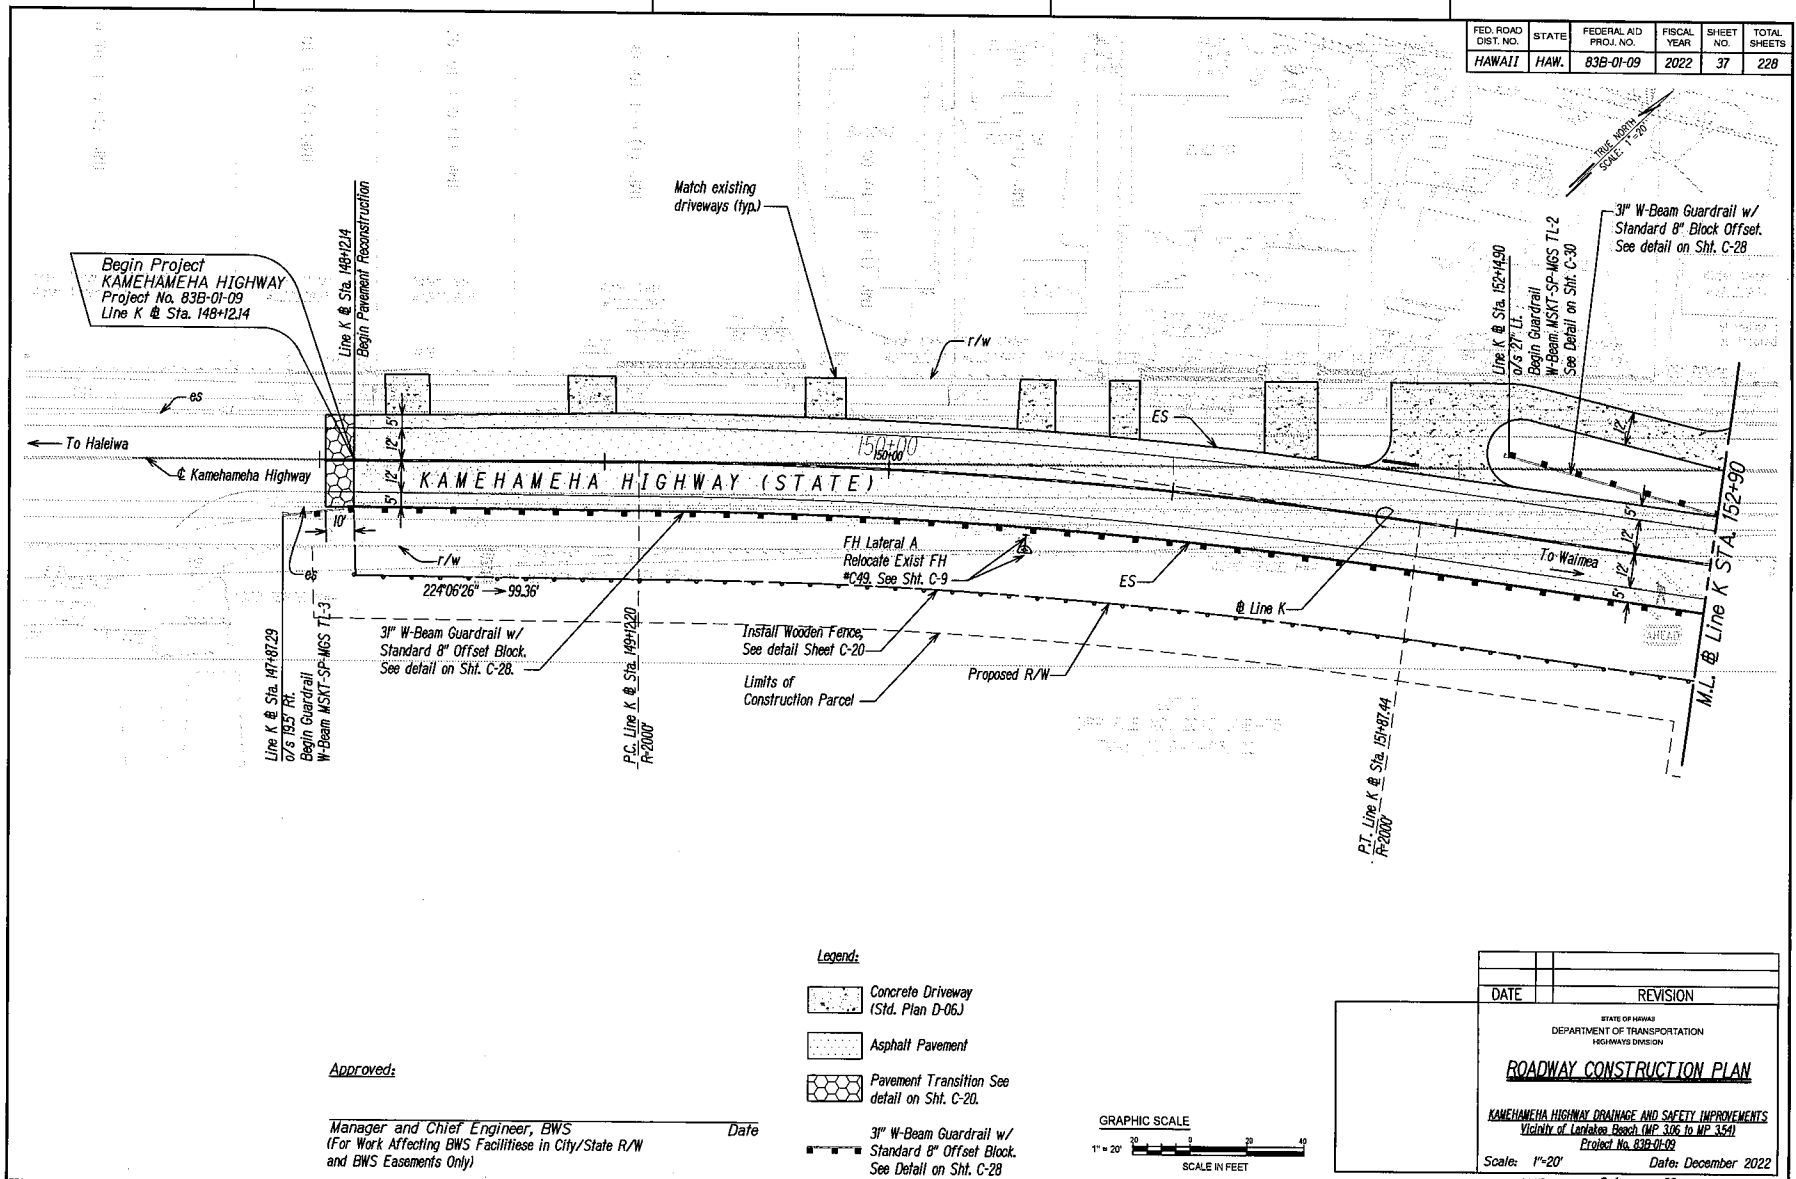 FED. ROAD DIST. NO.
STATE
FEDERAL AID PROJ. NO.
FISCAL YEAR
SHEET NO.
TOTAL SHEETS
HAWAII
HAW.
83B-01-09
2022
37
228
TRUE NORTH
SCALE: 1"=20'
Match existing
driveways (typ.)
Begin Project
KAMEHAMEHA HIGHWAY
Project No. 83B-01-09
Line K ⅊ Sta. 148+12.14
Line K ⅊ Sta. 148+12.14
Begin Pavement Reconstruction
31" W-Beam Guardrail w/
Standard 8" Block Offset.
See detail on Sht. C-28
Line K ⅊ Sta. 152+14.90
o/s 27' Lt.
Begin Guardrail
W-Beam MSKT-SP-MGS TL-2
See Detail on Sht. C-30
r/w
es
ES
To Haleiwa
℄ Kamehameha Highway
5'
12'
12'
5'
10'
150+00
150+00
KAMEHAMEHA HIGHWAY (STATE)
12'
5'
12'
12'
5'
To Waimea
AHEAD
M.L. ⅊ Line K STA. 152+90
es
r/w
224°06'26" → 99.36'
FH Lateral A
Relocate Exist FH
#C49. See Sht. C-9
ES
⅊ Line K
Line K ⅊ Sta. 147+87.29
o/s 19.5' Rt.
Begin Guardrail
W-Beam MSKT-SP-MGS TL-3
31" W-Beam Guardrail w/
Standard 8" Offset Block.
See detail on Sht. C-28.
P.C. Line K ⅊ Sta. 149+12.20
R=2000'
Install Wooden Fence,
See detail Sheet C-20
Limits of
Construction Parcel
Proposed R/W
P.T. Line K ⅊ Sta. 151+87.44
R=2000'
Legend:
Concrete Driveway
(Std. Plan D-06.)
Asphalt Pavement
Pavement Transition See
detail on Sht. C-20.
31" W-Beam Guardrail w/
Standard 8" Offset Block.
See Detail on Sht. C-28
Approved:
Manager and Chief Engineer, BWS Date
(For Work Affecting BWS Facilitiese in City/State R/W
and BWS Easements Only)
GRAPHIC SCALE
1" = 20'
20 0 20 40
SCALE IN FEET
DATE REVISION
STATE OF HAWAII
DEPARTMENT OF TRANSPORTATION
HIGHWAYS DIVISION
ROADWAY CONSTRUCTION PLAN
KAMEHAMEHA HIGHWAY DRAINAGE AND SAFETY IMPROVEMENTS
Vicinity of Laniakea Beach (MP 3.06 to MP 3.54)
Project No. 83B-01-09
Scale: 1"=20' Date: December 2022